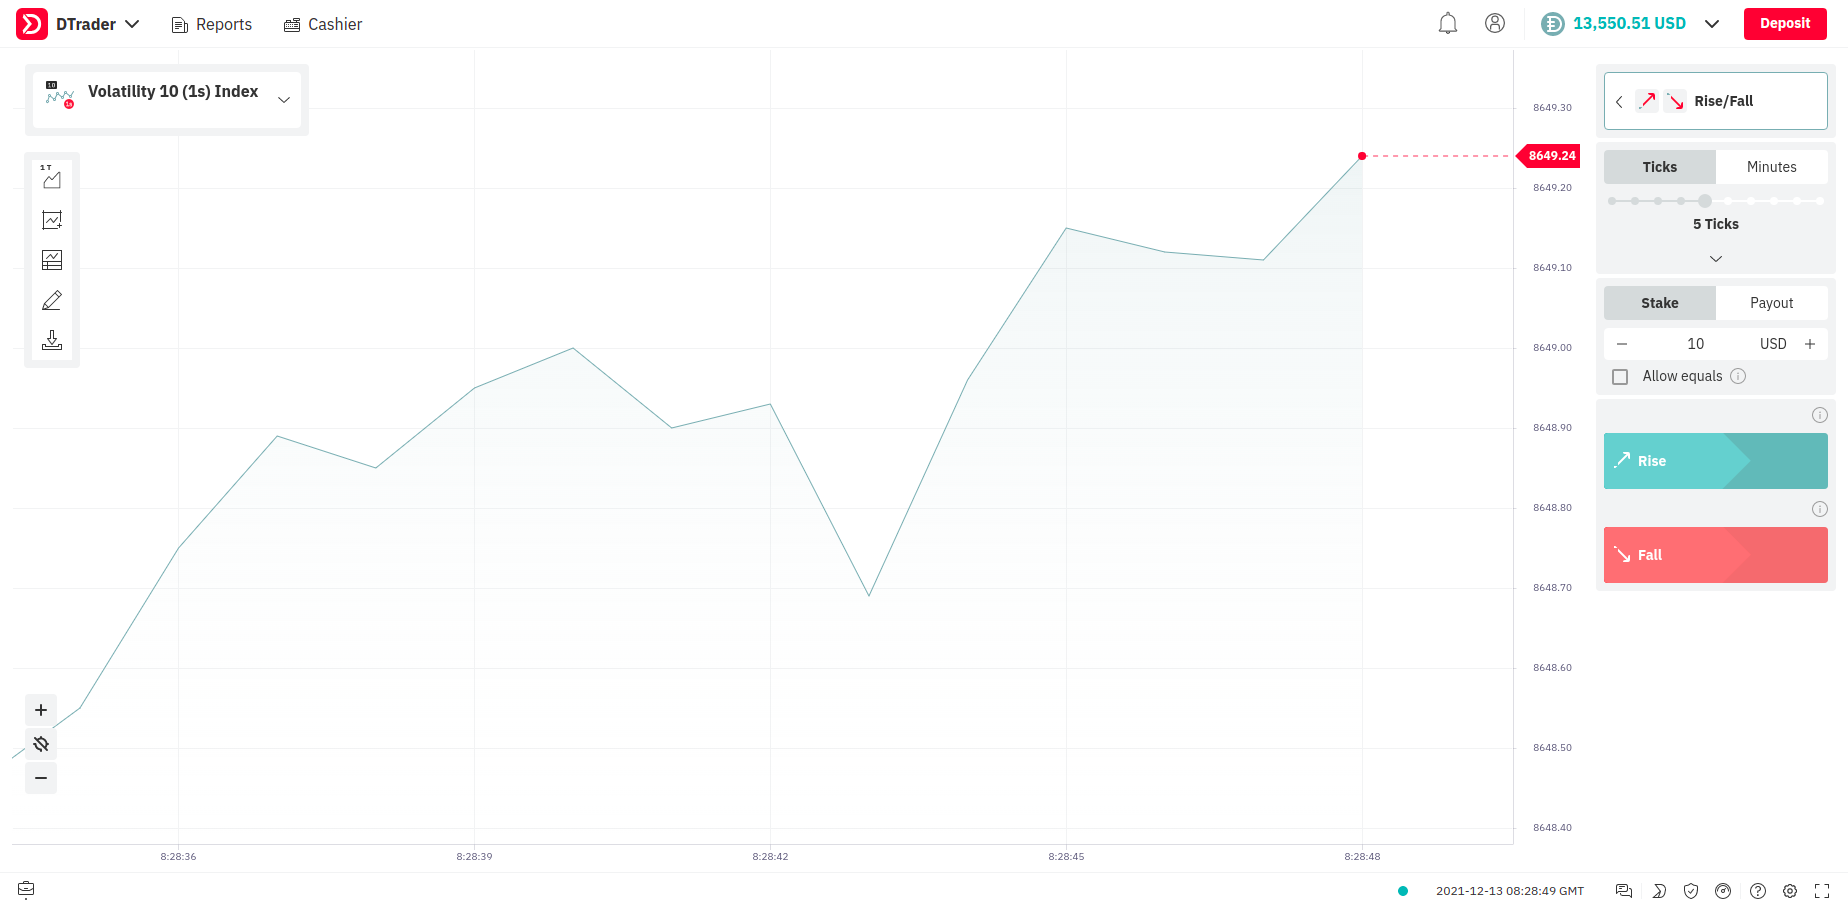 DTrader
Reports
Cashier
13,550.51 USD
Deposit
10
1s
Volatility 10 (1s) Index
1 T
8649.30
8649.24
8649.20
8649.10
8649.00
8648.90
8648.80
8648.70
8648.60
8648.50
8648.40
8:28:36
8:28:39
8:28:42
8:28:45
8:28:48
Rise/Fall
Ticks
Minutes
5 Ticks
Stake
Payout
10
USD
Allow equals
Rise
Fall
2021-12-13 08:28:49 GMT